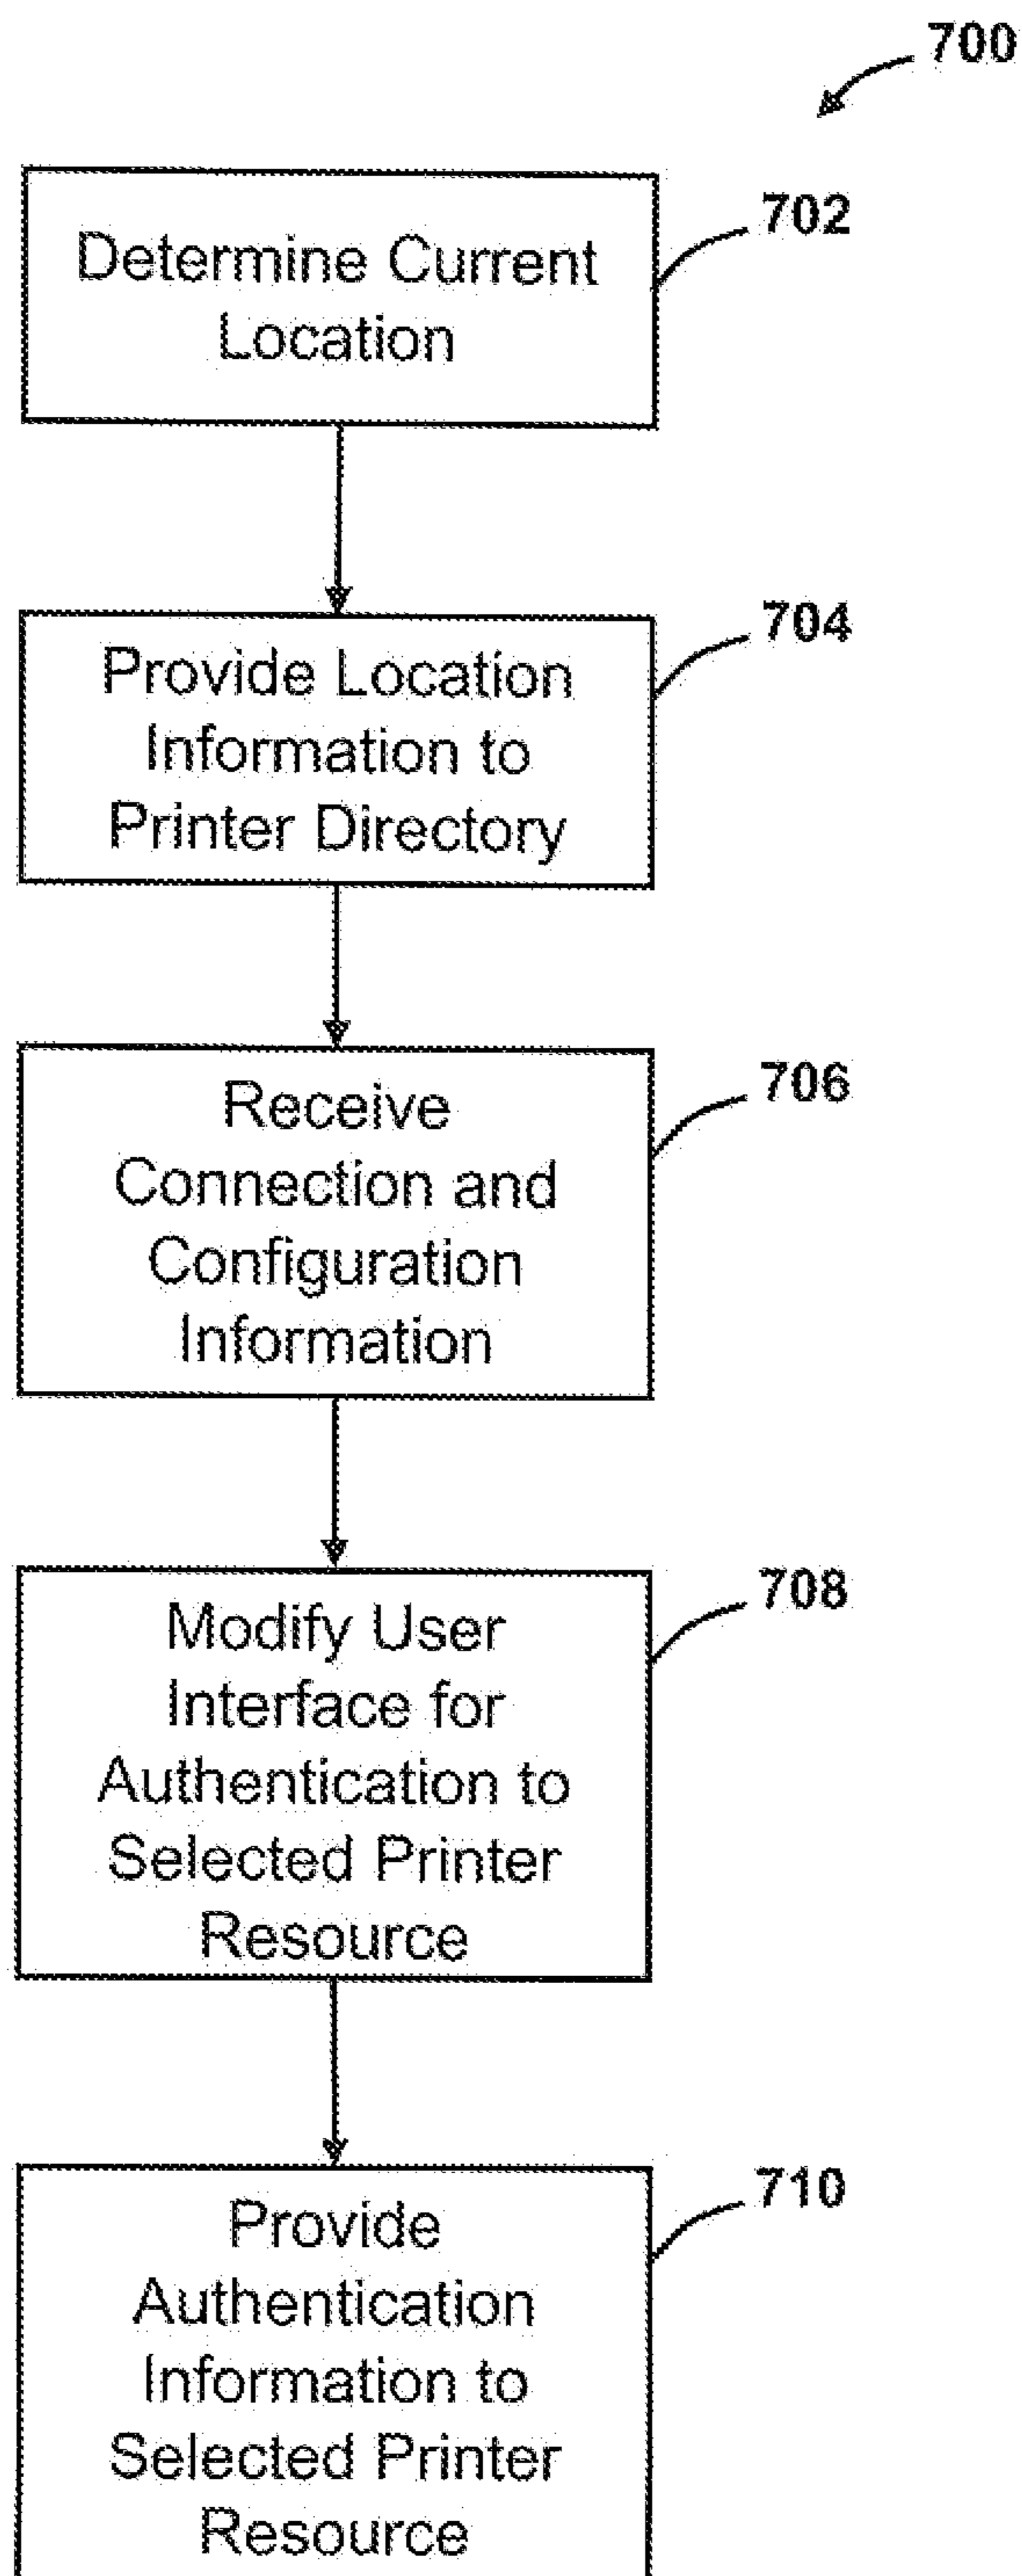 700
702
Determine Current
Location
704
Provide Location
Information to
Printer Directory
706
Receive
Connection and
Configuration
Information
708
Modify User
Interface for
Authentication to
Selected Printer
Resource
710
Provide
Authentication
Information to
Selected Printer
Resource